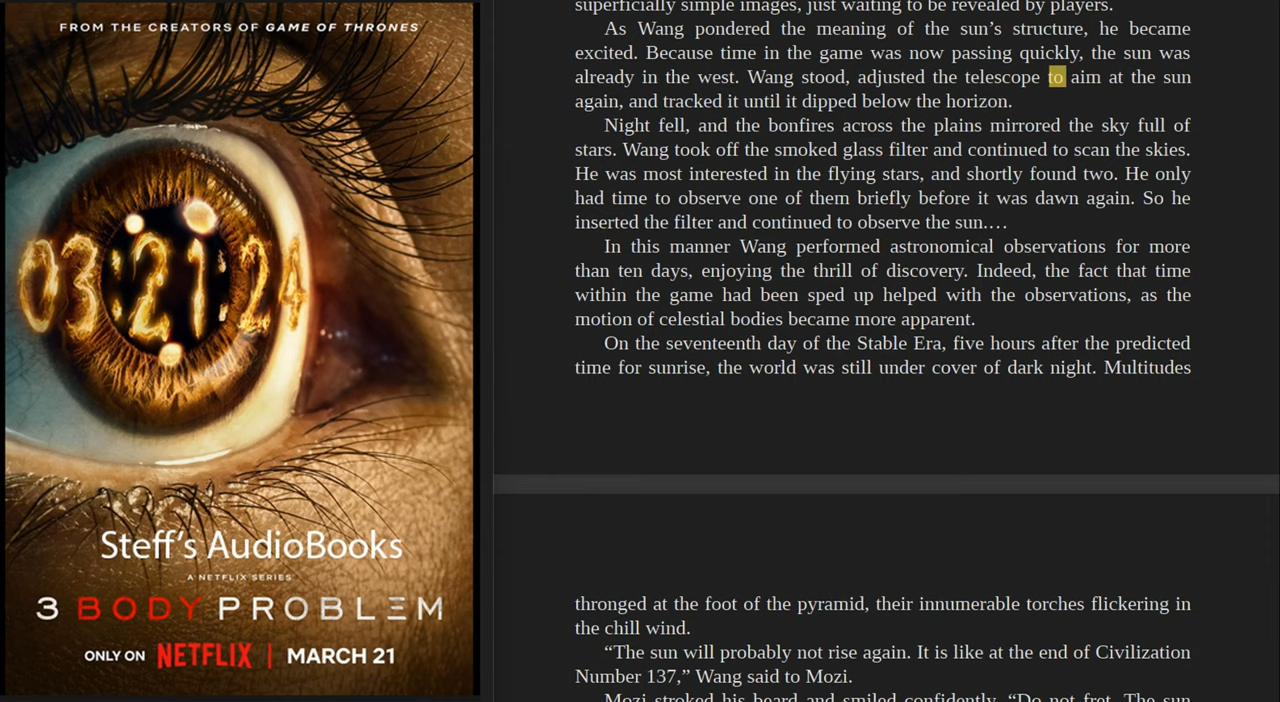 FROM THE CREATORS OF GAME OF THRONES
03:21:24
Steff's AudioBooks
A NETFLIX SERIES
3 BODY PROBLEM
ONLY ON NETFLIX | MARCH 21
superficially simple images, just waiting to be revealed by players.
As Wang pondered the meaning of the sun’s structure, he became
excited. Because time in the game was now passing quickly, the sun was
already in the west. Wang stood, adjusted the telescope to aim at the sun
again, and tracked it until it dipped below the horizon.
Night fell, and the bonfires across the plains mirrored the sky full of
stars. Wang took off the smoked glass filter and continued to scan the skies.
He was most interested in the flying stars, and shortly found two. He only
had time to observe one of them briefly before it was dawn again. So he
inserted the filter and continued to observe the sun.…
In this manner Wang performed astronomical observations for more
than ten days, enjoying the thrill of discovery. Indeed, the fact that time
within the game had been sped up helped with the observations, as the
motion of celestial bodies became more apparent.
On the seventeenth day of the Stable Era, five hours after the predicted
time for sunrise, the world was still under cover of dark night. Multitudes
thronged at the foot of the pyramid, their innumerable torches flickering in
the chill wind.
“The sun will probably not rise again. It is like at the end of Civilization
Number 137,” Wang said to Mozi.
Mozi stroked his beard and smiled confidently. “Do not fret. The sun